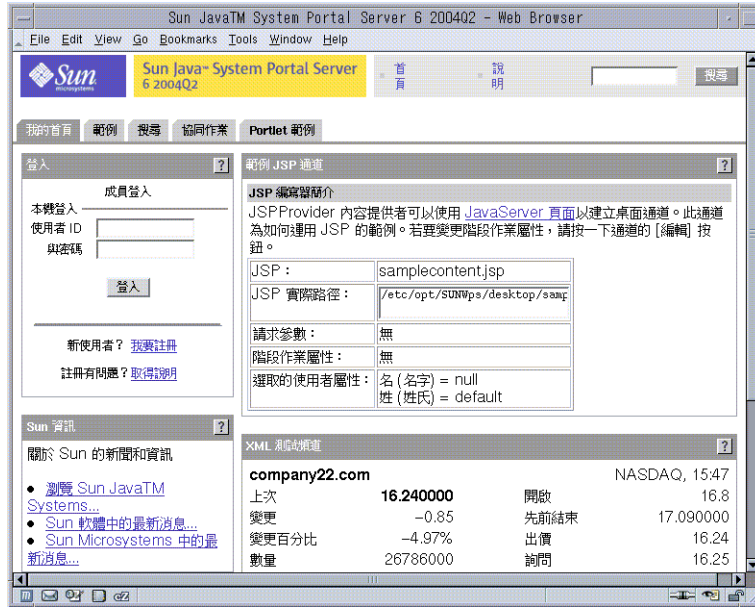 Sun JavaTM System Portal Server 6 2004Q2 - Web Browser
File Edit View Go Bookmarks Tools Window Help
Sun
microsystems
Sun Java™ System Portal Server
6 2004Q2
首頁
說明
搜尋
我的首頁 範例 搜尋 協同作業 Portlet 範例
登入 ?
成員登入
本機登入
使用者 ID
與密碼
登入
新使用者? 我要註冊
註冊有問題?取得說明
Sun 資訊 ?
關於 Sun 的新聞和資訊
● 瀏覽 Sun JavaTM
Systems...
● Sun 軟體中的最新消息...
● Sun Microsystems 中的最
新消息...
範例 JSP 通道 ?
JSP 編寫器簡介
JSPProvider 內容提供者可以使用 JavaServer 頁面以建立桌面通道。此通道
為如何運用 JSP 的範例。若要變更階段作業屬性,請按一下通道的 [編輯] 按
鈕。
JSP: samplecontent.jsp
JSP 實際路徑: /etc/opt/SUNWps/desktop/samp
請求參數: 無
階段作業屬性: 無
選取的使用者屬性: 名 (名字) = null
姓 (姓氏) = default
XML 測試頻道 ?
company22.com NASDAQ, 15:47
上次 16.240000 開啟 16.8
變更 -0.85 先前結束 17.090000
變更百分比 -4.97% 出價 16.24
數量 26786000 詢問 16.25